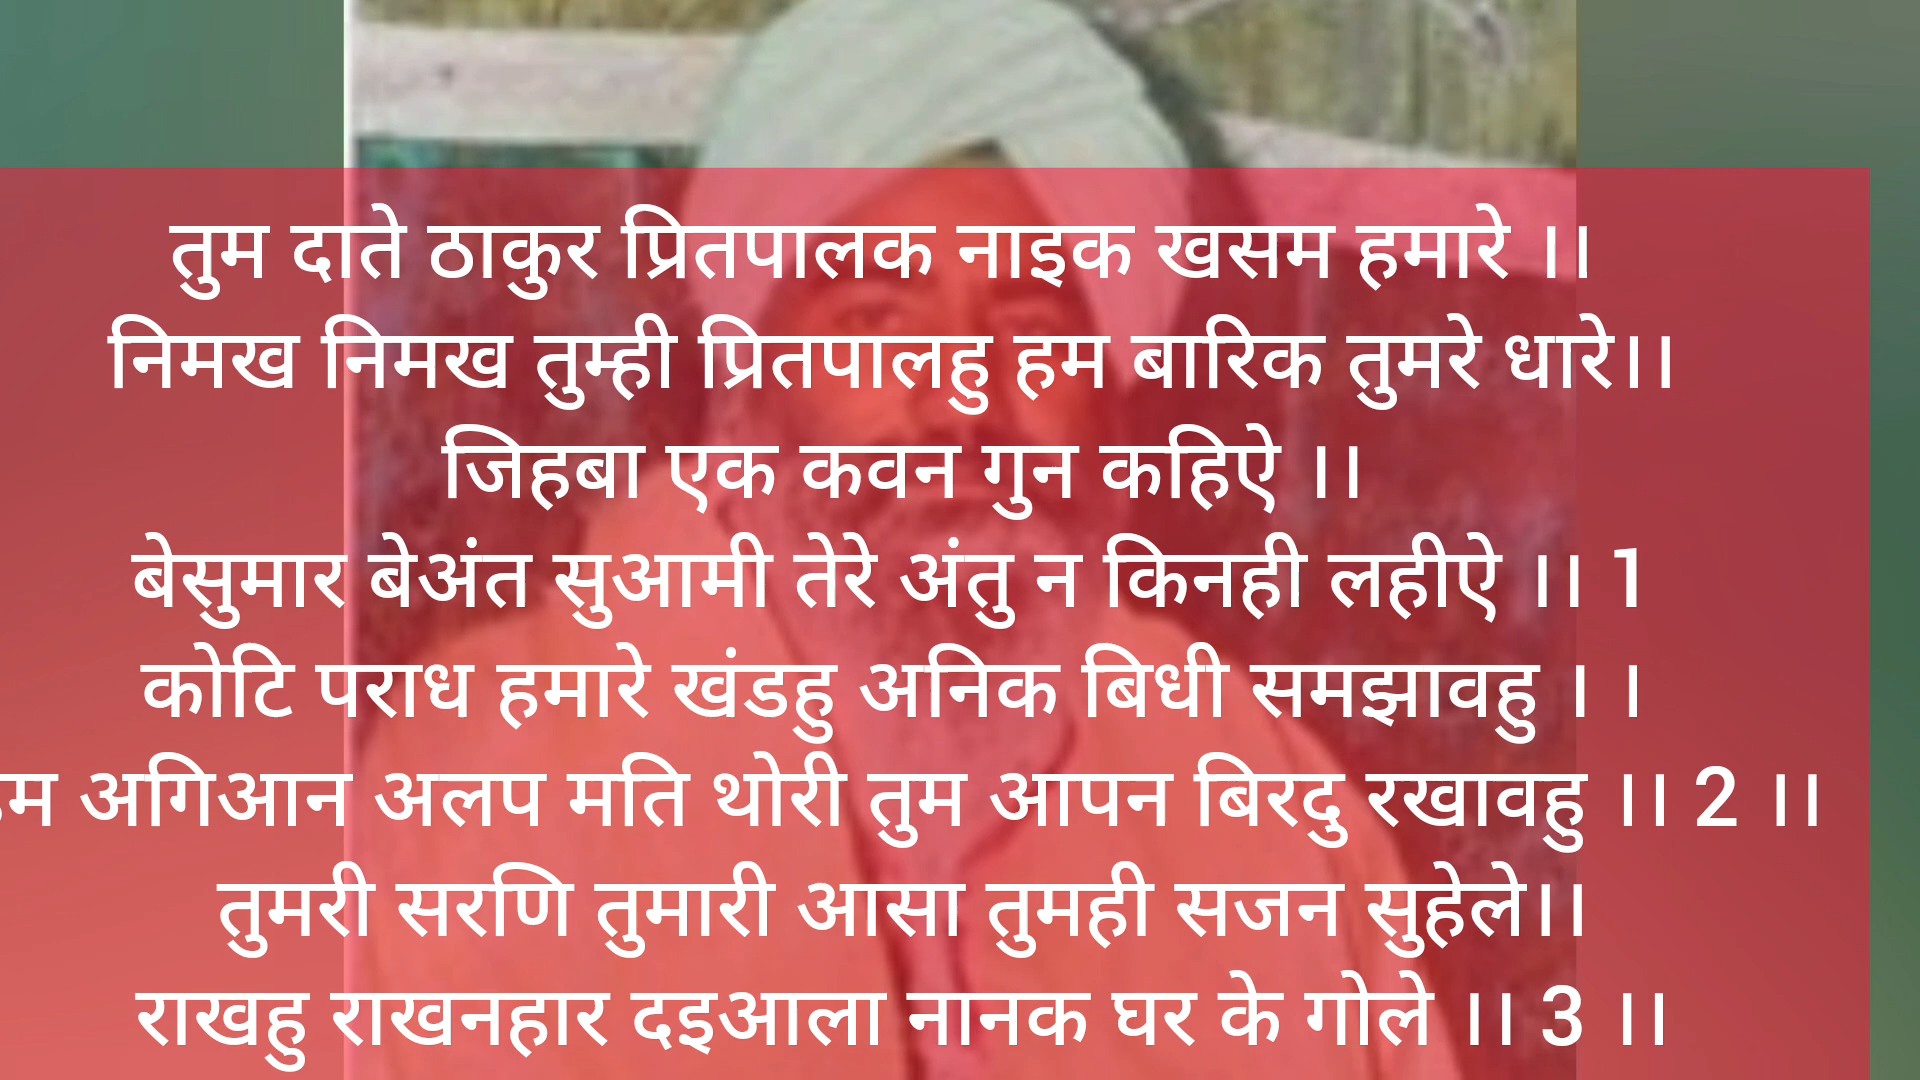 तुम दाते ठाकुर प्रितपालक नाइक खसम हमारे ।।
निमख निमख तुम्ही प्रितपालहु हम बारिक तुमरे धारे।।
जिहबा एक कवन गुन कहिऐ ।।
बेसुमार बेअंत सुआमी तेरे अंतु न किनही लहीऐ ।। 1
कोटि पराध हमारे खंडहु अनिक बिधी समझावहु । ।
अगिआन अलप मति थोरी तुम आपन बिरदु रखावहु ।। 2 ।।
तुमरी सरणि तुमारी आसा तुमही सजन सुहेले।।
राखहु राखनहार दइआला नानक घर के गोले ।। 3 ।।